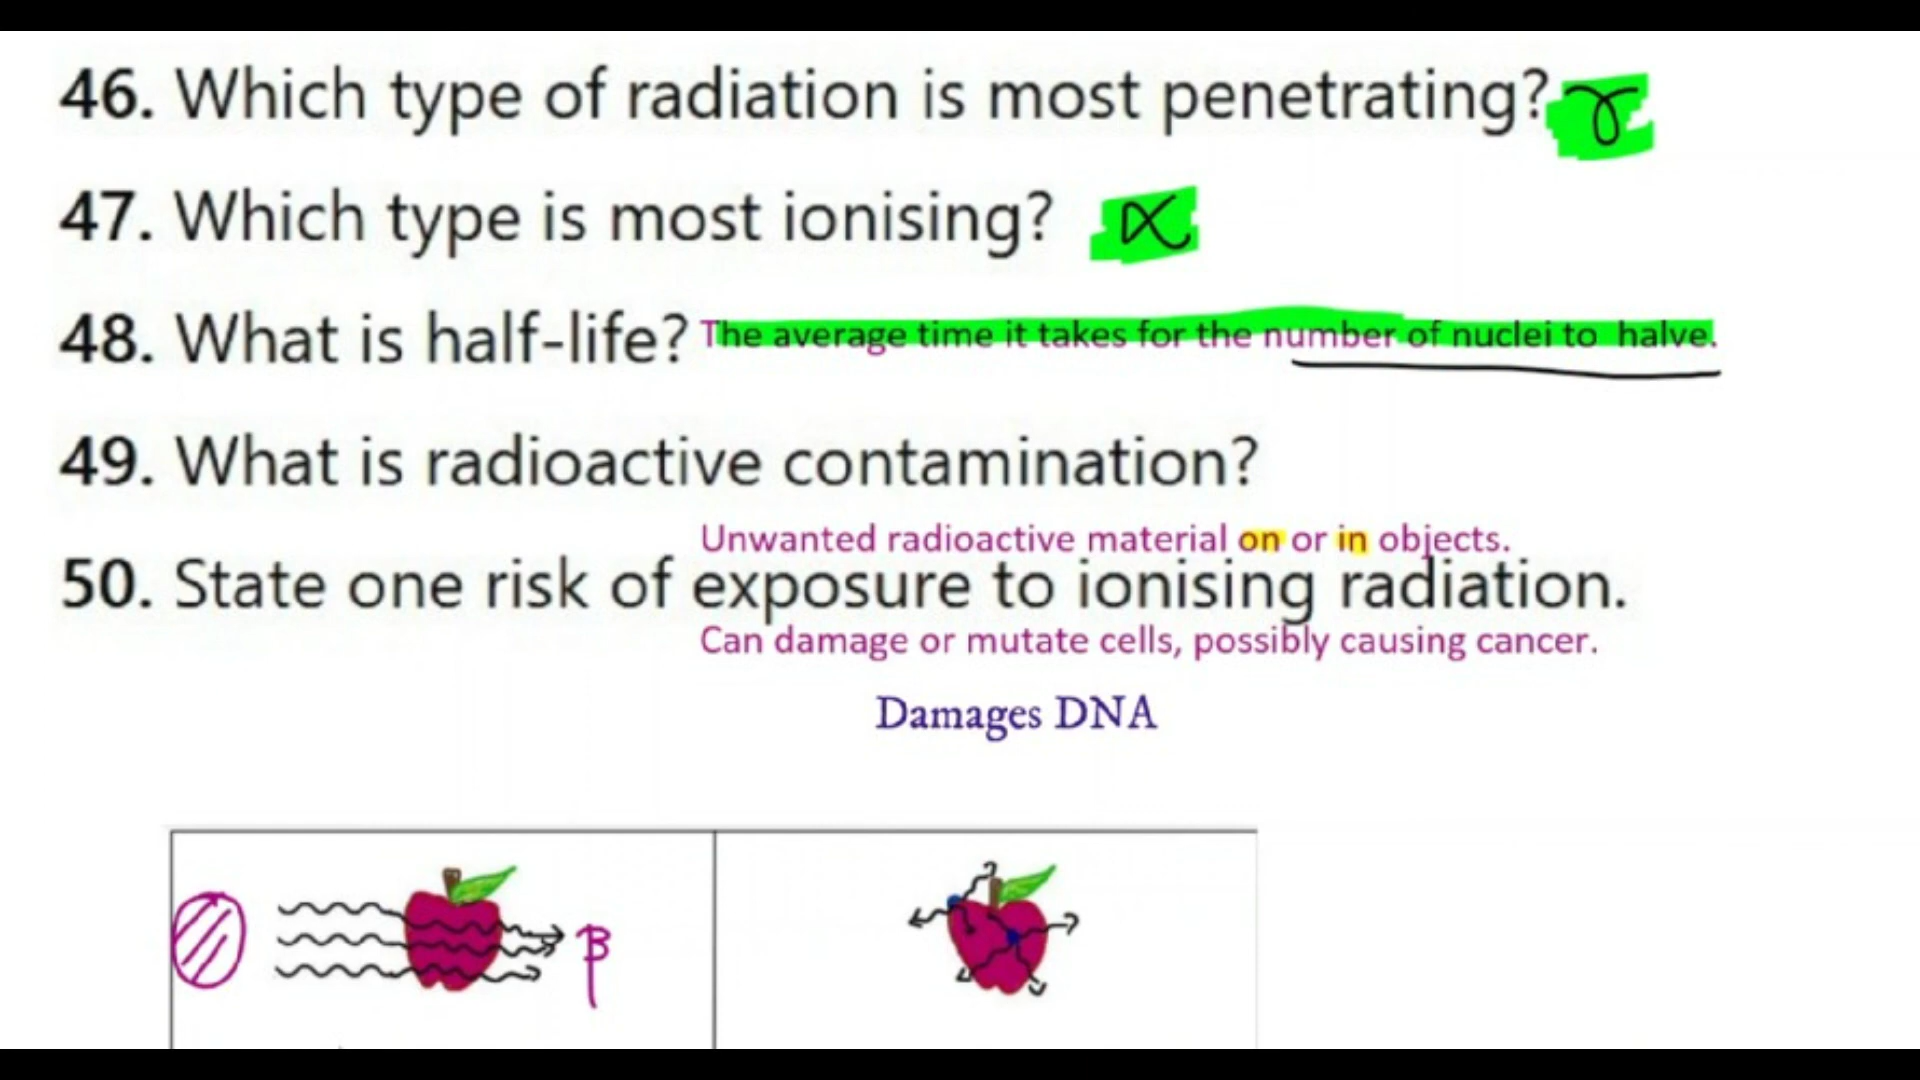 46. Which type of radiation is most penetrating? γ
47. Which type is most ionising? α
48. What is half-life? The average time it takes for the number of nuclei to halve.
49. What is radioactive contamination?
Unwanted radioactive material on or in objects.
50. State one risk of exposure to ionising radiation.
Can damage or mutate cells, possibly causing cancer.
Damages DNA
β